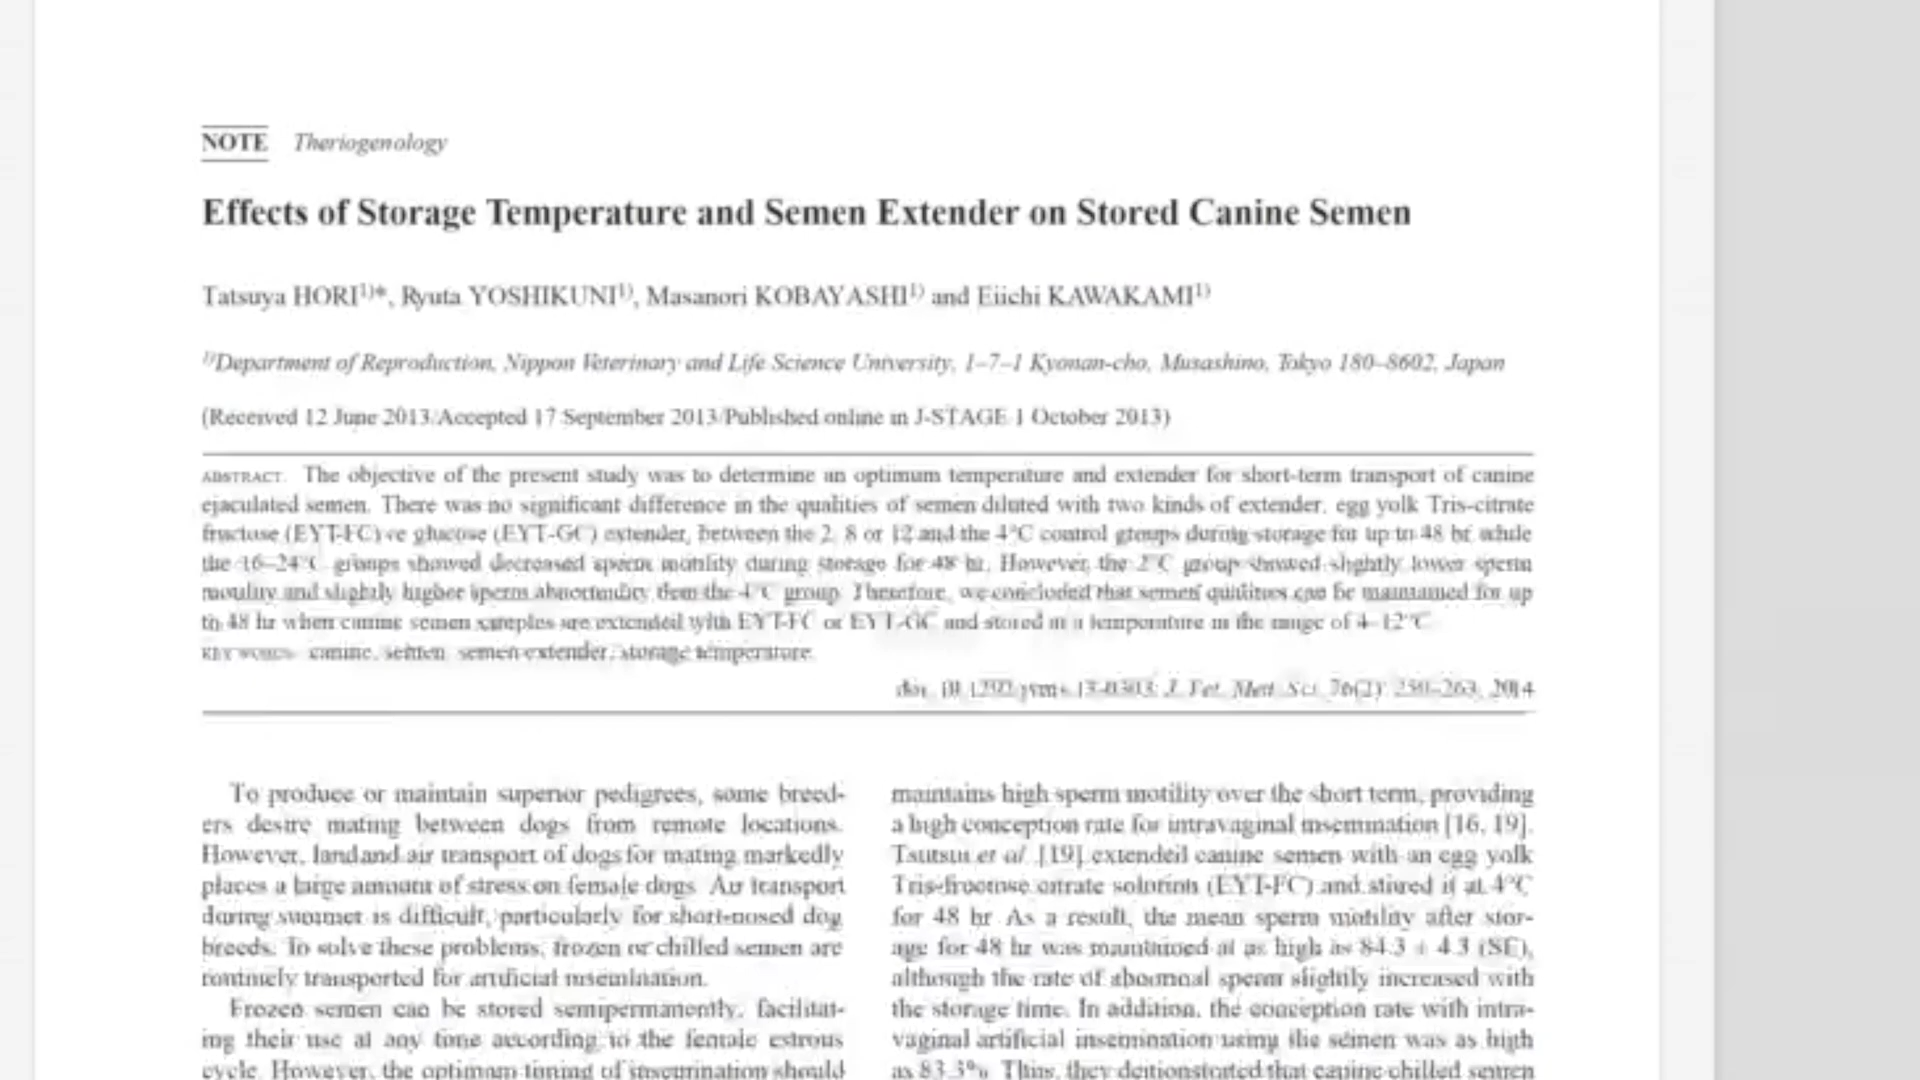 NOTE Theriogenology
Effects of Storage Temperature and Semen Extender on Stored Canine Semen
Tatsuya HORI1)*, Ryuta YOSHIKUNI1), Masanori KOBAYASHI1) and Eiichi KAWAKAMI1)
1)Department of Reproduction, Nippon Veterinary and Life Science University, 1–7–1 Kyonan-cho, Musashino, Tokyo 180–8602, Japan
(Received 12 June 2013/Accepted 17 September 2013/Published online in J-STAGE 1 October 2013)
ABSTRACT. The objective of the present study was to determine an optimum temperature and extender for short-term transport of canine
ejaculated semen. There was no significant difference in the qualities of semen diluted with two kinds of extender, egg yolk Tris-citrate
fructose (EYT-FC) or glucose (EYT-GC) extender, between the 2, 8 or 12 and the 4°C control groups during storage for up to 48 hr while
the 16–24°C groups showed decreased sperm motility during storage for 48 hr. However, the 2°C group showed slightly lower sperm
motility and slightly higher sperm abnormality than the 4°C group. Therefore, we concluded that semen qualities can be maintained for up
to 48 hr when canine semen samples are extended with EYT-FC or EYT-GC and stored at a temperature in the range of 4–12°C.
KEY WORDS: canine, semen, semen extender, storage temperature.
doi: J. Vet. Med. Sci. 76(2): 2014
To produce or maintain superior pedigrees, some breed-
ers desire mating between dogs from remote locations.
However, land and air transport of dogs for mating markedly
places a large amount of stress on female dogs. Air transport
during summer is difficult, particularly for short-nosed dog
breeds. To solve these problems, frozen or chilled semen are
routinely transported for artificial insemination.
Frozen semen can be stored semipermanently, facilitat-
ing their use at any time according to the female estrous
cycle. However, the optimum timing of insemination should
maintains high sperm motility over the short term, providing
a high conception rate for intravaginal insemination [16, 19].
Tsutsui et al. [19] extended canine semen with an egg yolk
Tris-fructose citrate solution (EYT-FC) and stored it at 4°C
for 48 hr. As a result, the mean sperm motility after stor-
age for 48 hr was maintained at as high as 84.3 ± 4.3 (SE),
although the rate of abnormal sperm slightly increased with
the storage time. In addition, the conception rate with intra-
vaginal artificial insemination using the semen was as high
as 83.3%. Thus, they demonstrated that canine chilled semen